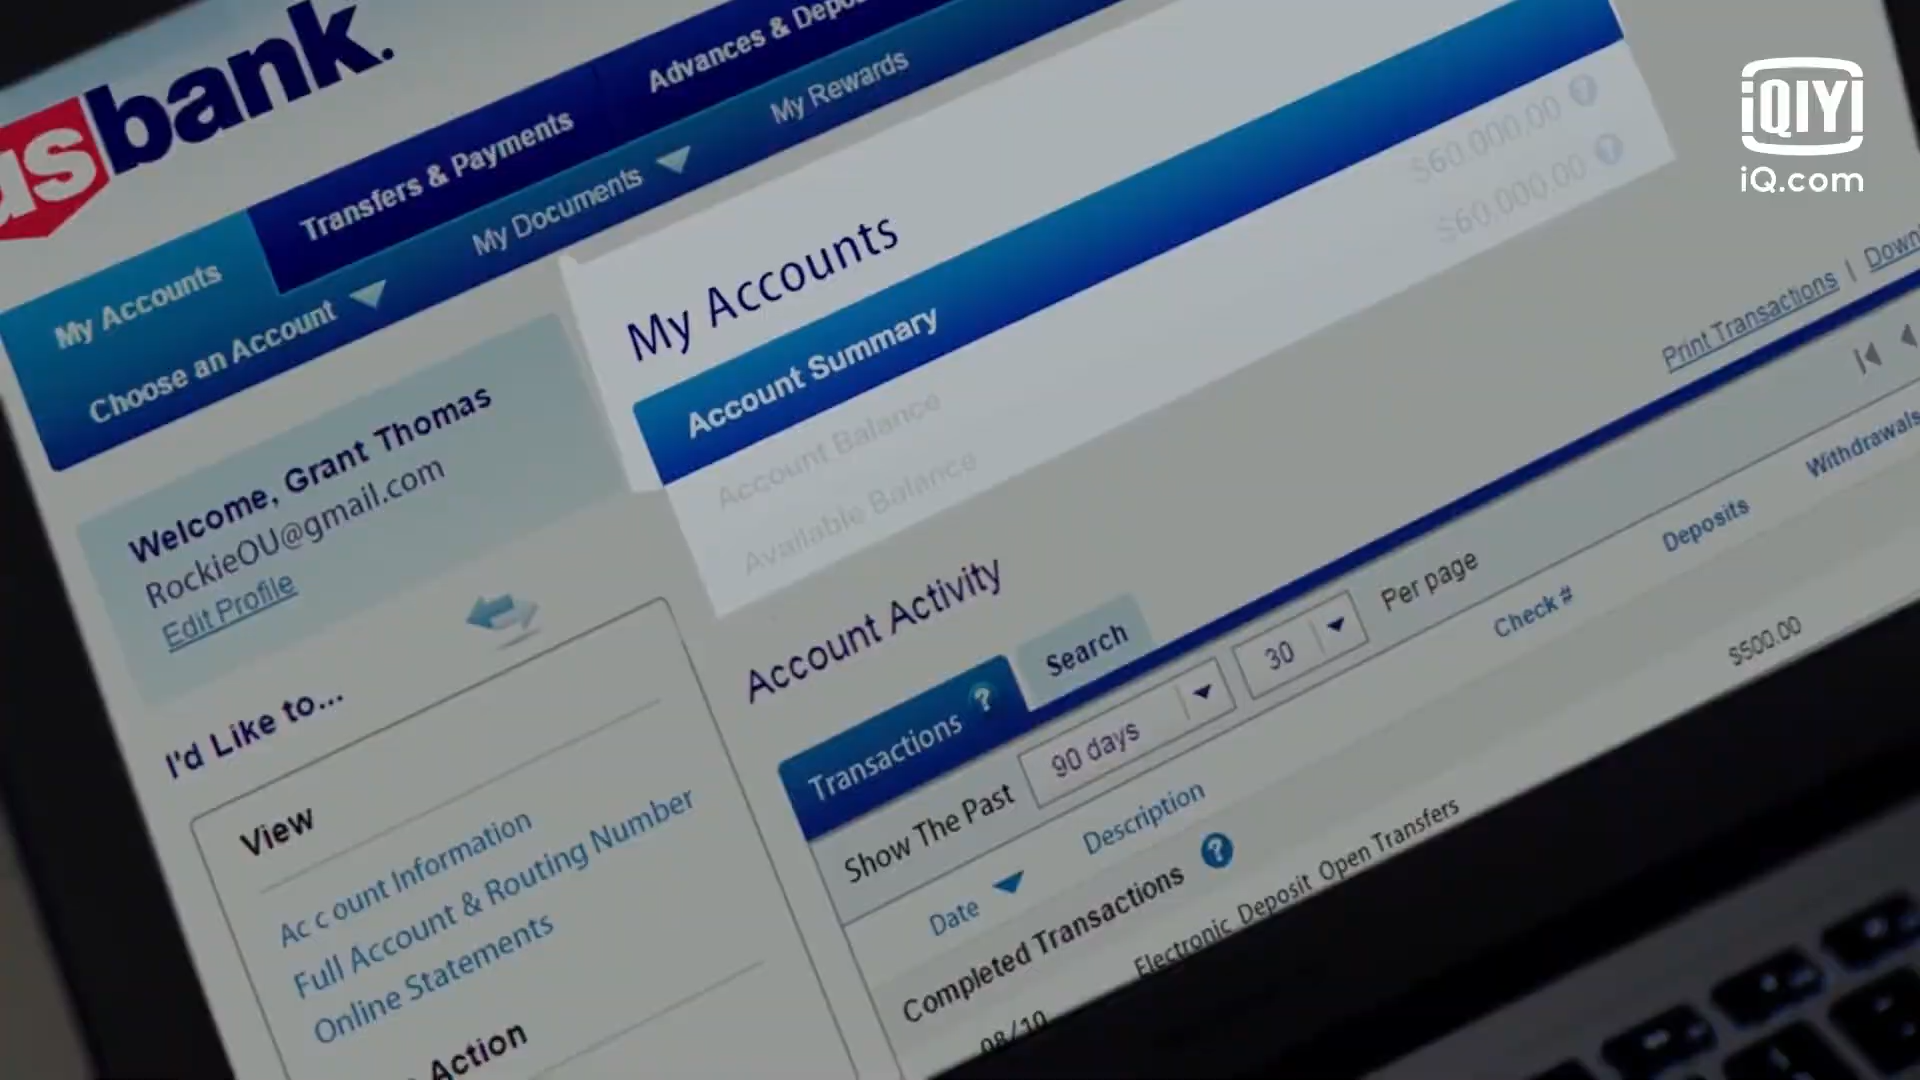 usbank.
Advances & Depo
Transfers & Payments
My Accounts
My Rewards
My Documents
Choose an Account
iQIYI
iQ.com
Welcome, Grant Thomas
RockieOU@gmail.com
Edit Profile
My Accounts
Account Summary
Account Balance $60.000.00 ?
Available Balance $60.000.00 ?
Print Transactions | Down
I'd Like to...
View
Ac c ount Information
Full Account & Routing Number
Online Statements
Action
Account Activity
Transactions ? Search
Show The Past 90 days 30 Per page
Date Description Check # Deposits Withdrawals
Completed Transactions ?
08/10 Electronic Deposit Open Transfers $500.00